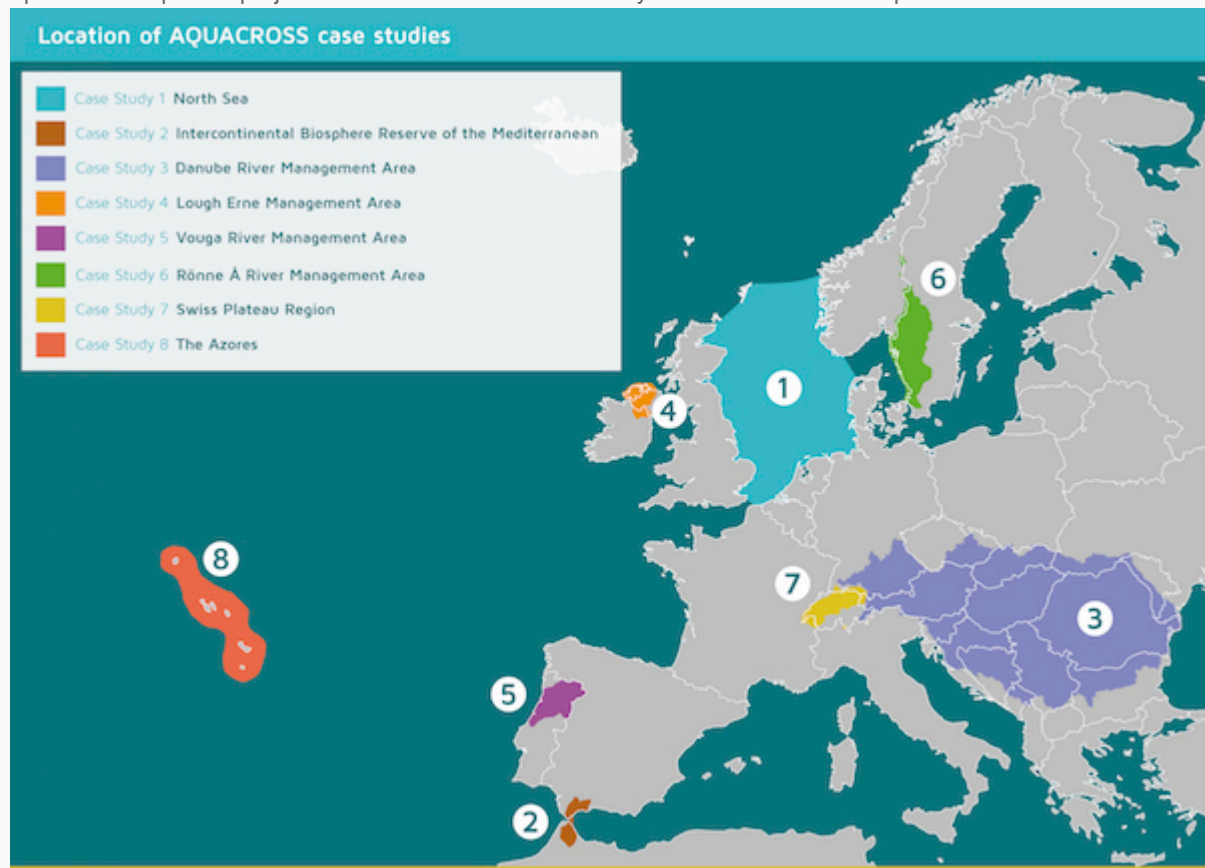 Location of AQUACROSS case studies
Case Study 1 North Sea
Case Study 2 Intercontinental Biosphere Reserve of the Mediterranean
Case Study 3 Danube River Management Area
Case Study 4 Lough Erne Management Area
Case Study 5 Vouga River Management Area
Case Study 6 Rönne Å River Management Area
Case Study 7 Swiss Plateau Region
Case Study 8 The Azores
6
1
4
8
7
3
5
2